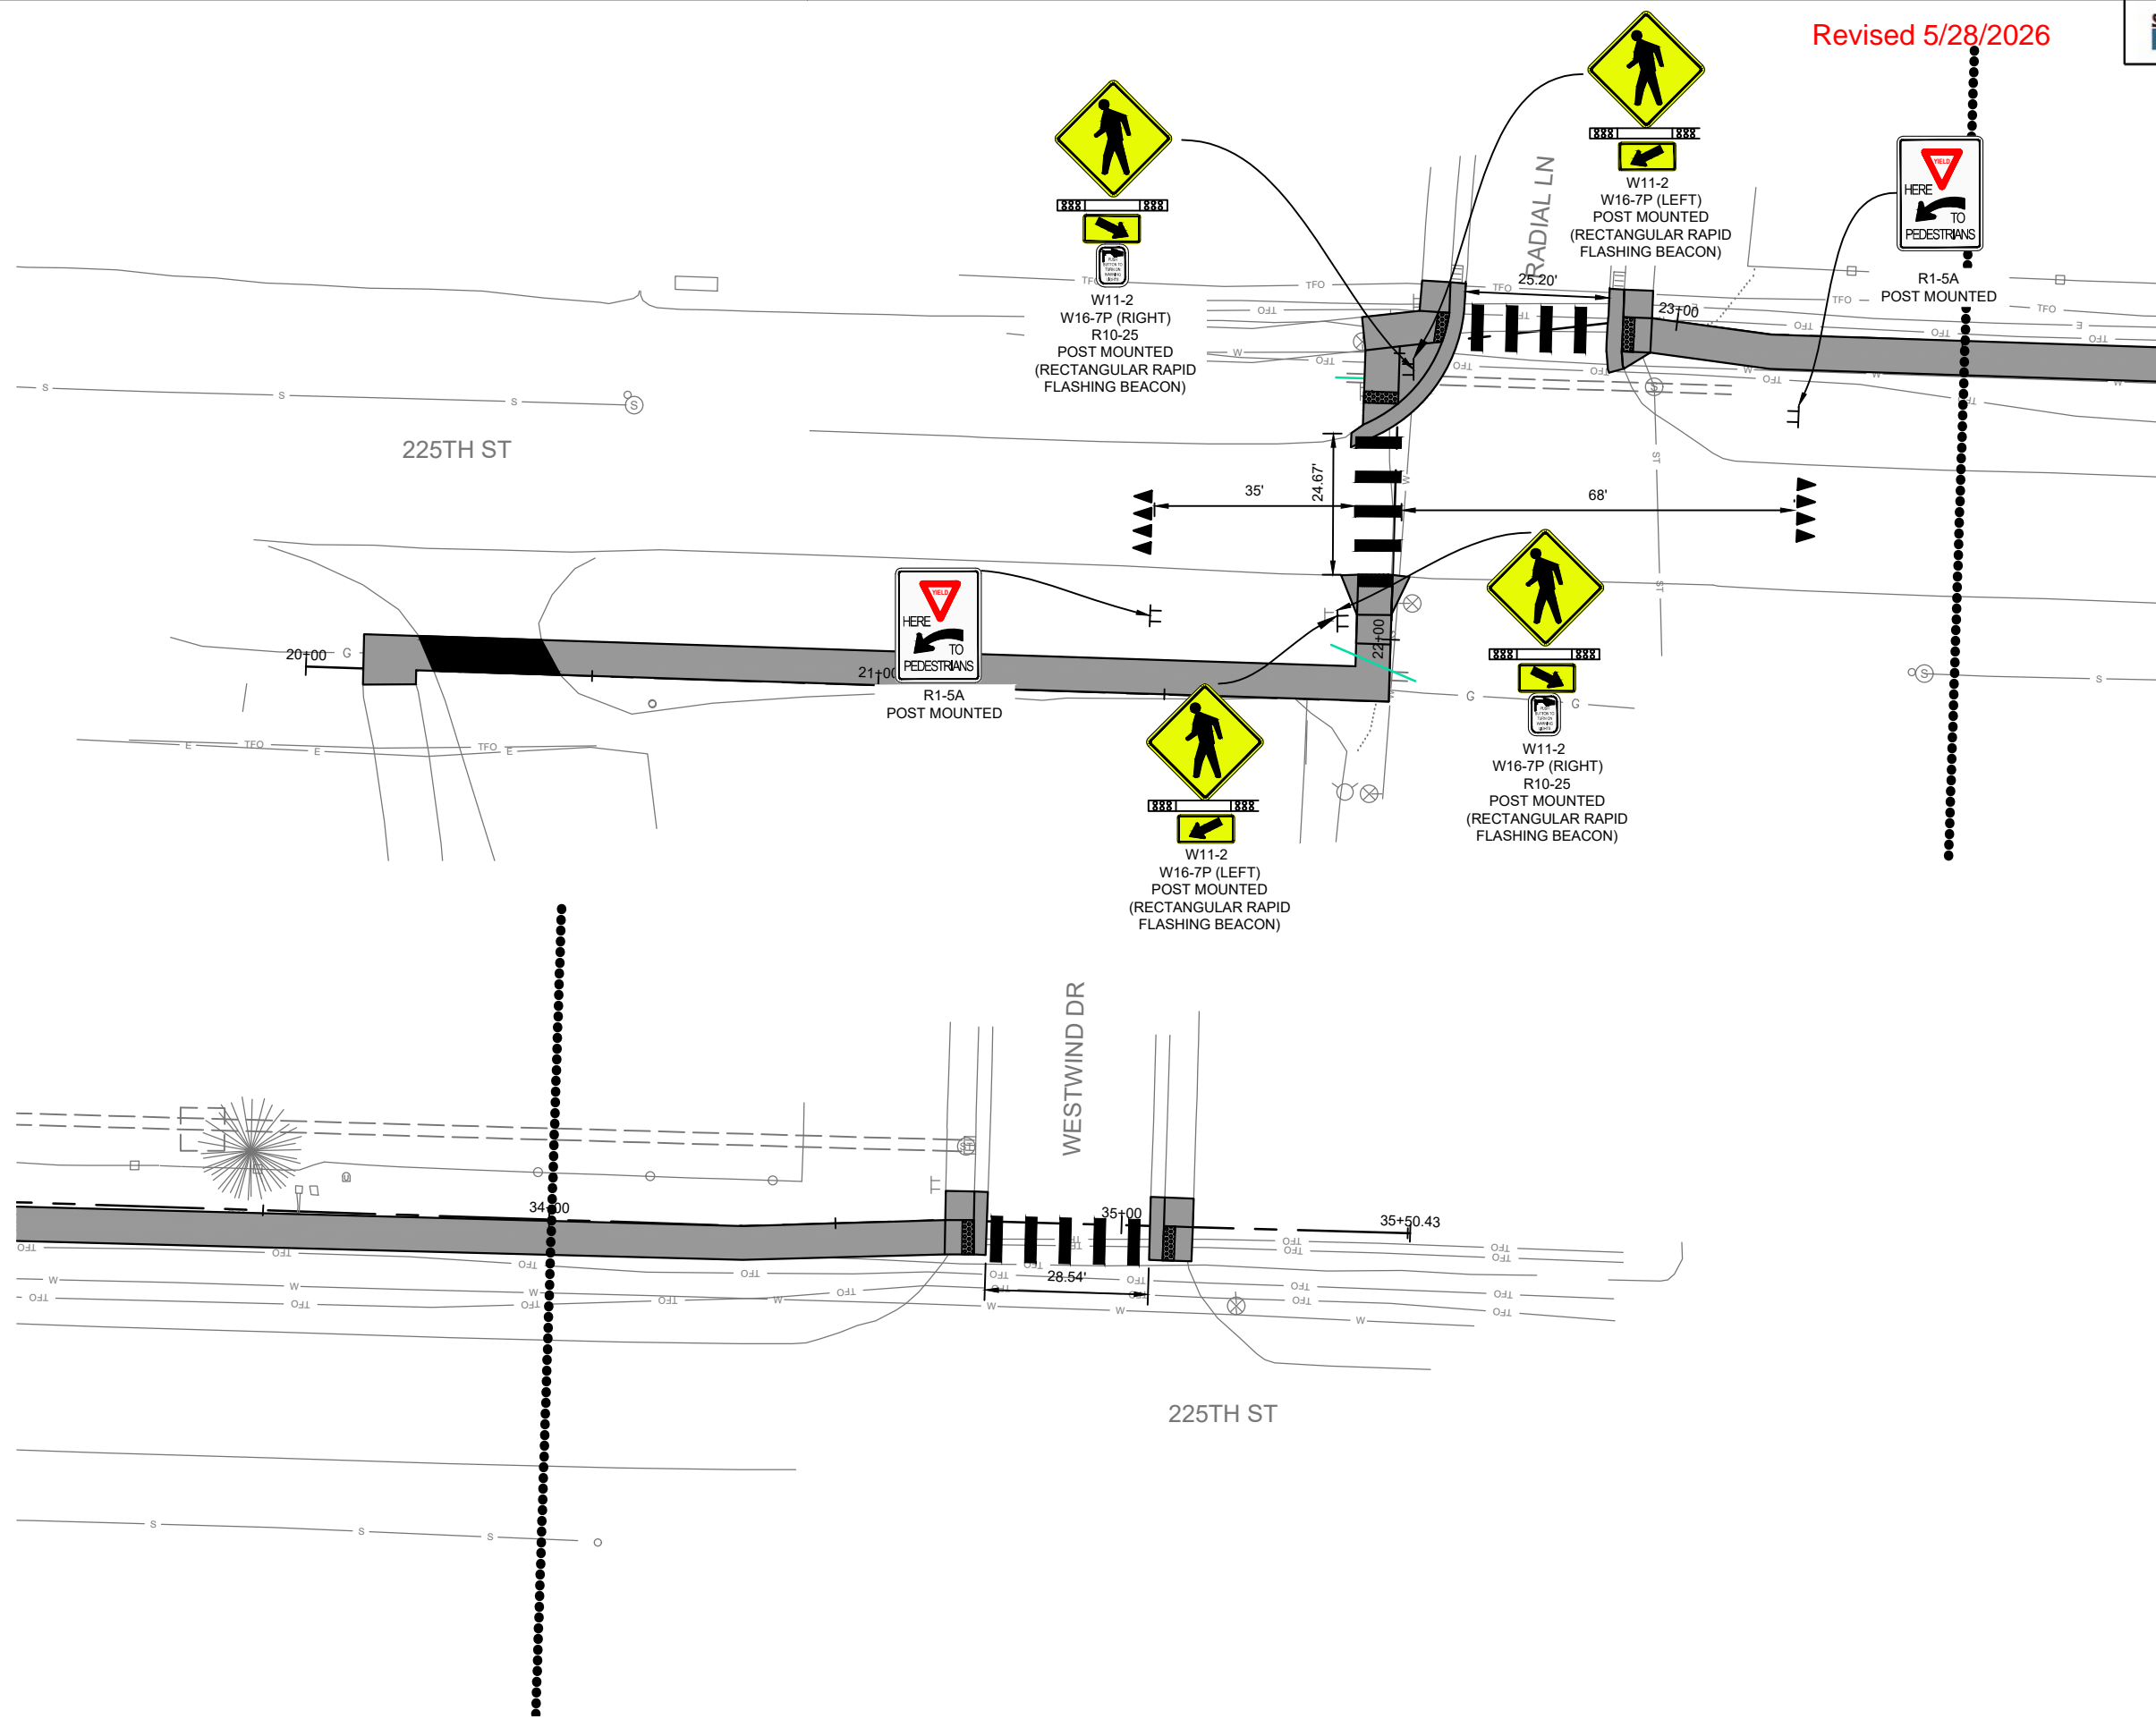 Revised 5/28/2026
RADIAL LN
W11-2
W16-7P (LEFT)
POST MOUNTED
(RECTANGULAR RAPID
FLASHING BEACON)
YIELD
HERE
TO
PEDESTRIANS
R1-5A
POST MOUNTED
W11-2
W16-7P (RIGHT)
R10-25
POST MOUNTED
(RECTANGULAR RAPID
FLASHING BEACON)
25.20'
23+00
225TH ST
24.67'
35'
68'
YIELD
HERE
TO
PEDESTRIANS
R1-5A
POST MOUNTED
20+00
21+00
22+00
W11-2
W16-7P (RIGHT)
R10-25
POST MOUNTED
(RECTANGULAR RAPID
FLASHING BEACON)
W11-2
W16-7P (LEFT)
POST MOUNTED
(RECTANGULAR RAPID
FLASHING BEACON)
WESTWIND DR
34+00
35+00
35+50.43
28.54'
225TH ST